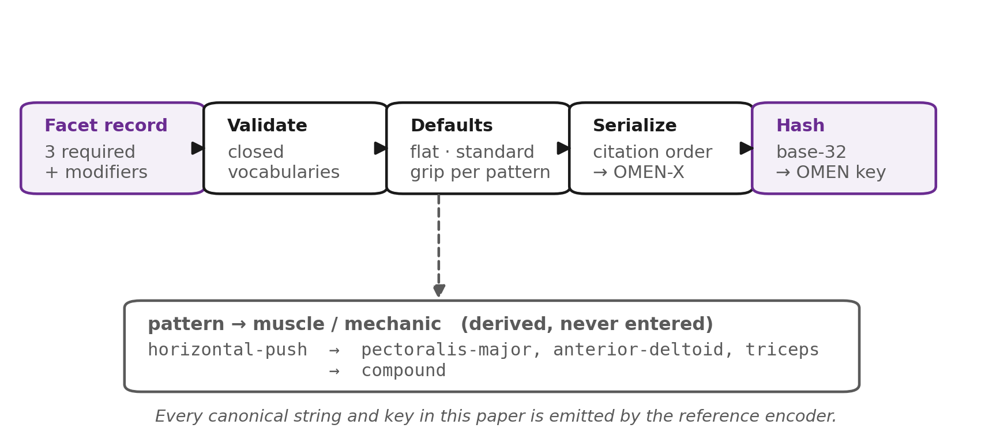 Facet record
3 required
+ modifiers
Validate
closed
vocabularies
Defaults
flat · standard
grip per pattern
Serialize
citation order
→ OMEN-X
Hash
base-32
→ OMEN key
pattern → muscle / mechanic (derived, never entered)
horizontal-push → pectoralis-major, anterior-deltoid, triceps
→ compound
Every canonical string and key in this paper is emitted by the reference encoder.